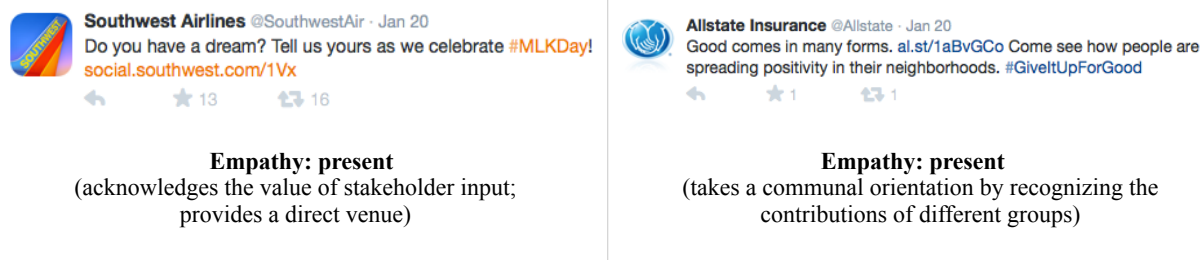 Southwest Airlines @SouthwestAir · Jan 20
Do you have a dream? Tell us yours as we celebrate #MLKDay!
social.southwest.com/1Vx
13 16
Empathy: present
(acknowledges the value of stakeholder input;
provides a direct venue)
Allstate Insurance @Allstate · Jan 20
Good comes in many forms. al.st/1aBvGCo Come see how people are
spreading positivity in their neighborhoods. #GiveItUpForGood
1 1
Empathy: present
(takes a communal orientation by recognizing the
contributions of different groups)
SOUTHWEST